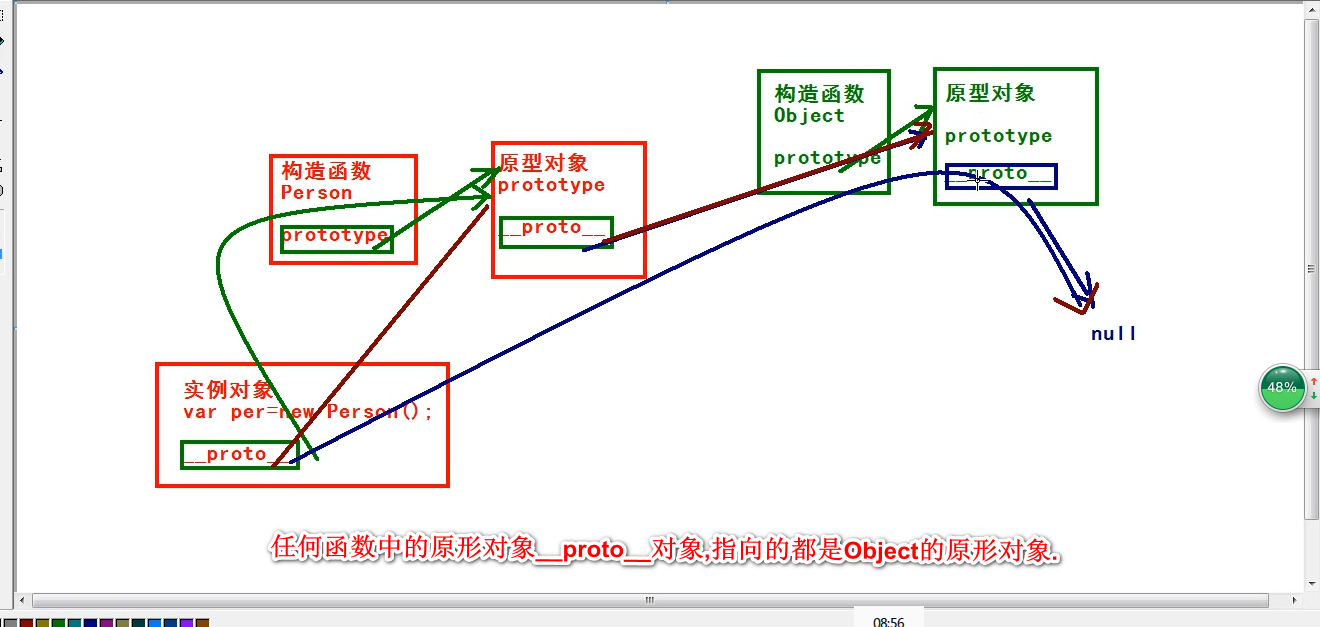 构造函数
Object
prototype
原型对象
prototype
__proto__
构造函数
Person
prototype
原型对象
prototype
__proto__
null
实例对象
var per=new Person();
__proto__
48%
任何函数中的原形对象__proto__对象,指向的都是Object的原形对象.
08:56